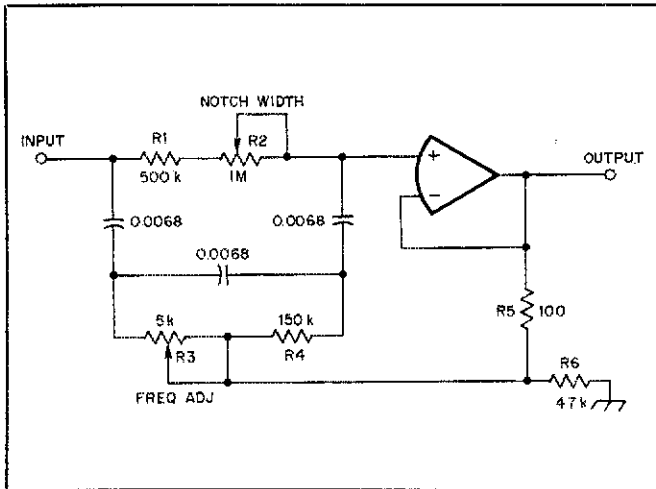 NOTCH WIDTH
INPUT
R1
R2
500 k
1M
+
−
OUTPUT
0.0068
0.0068
0.0068
5k
150 k
R3
R4
R5
100
R6
47 k
FREQ ADJ